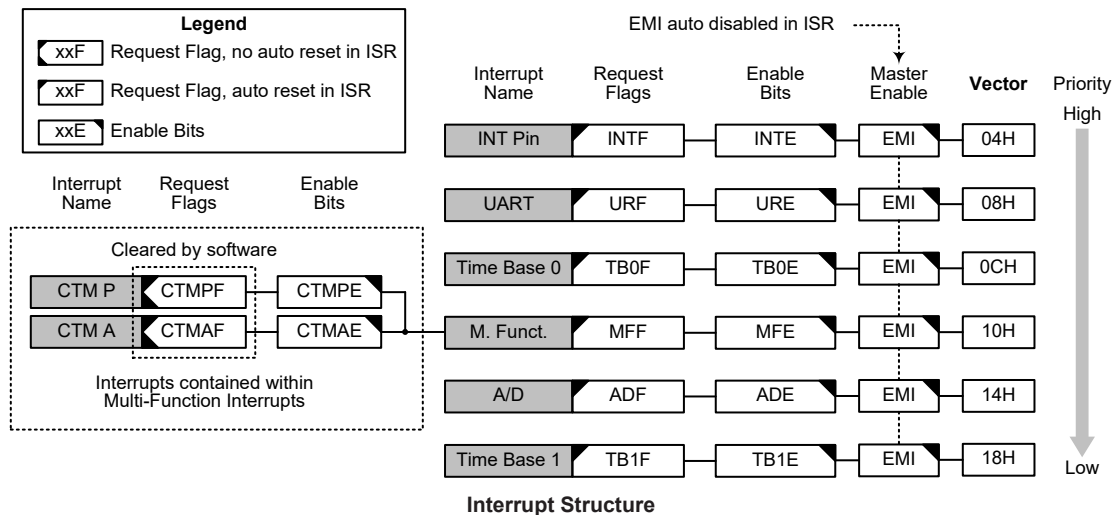 Legend
xxF Request Flag, no auto reset in ISR
xxF Request Flag, auto reset in ISR
xxE Enable Bits
EMI auto disabled in ISR
Interrupt Name
Request Flags
Enable Bits
Master Enable
Vector
Priority
High
INT Pin INTF INTE EMI 04H
UART URF URE EMI 08H
Time Base 0 TB0F TB0E EMI 0CH
M. Funct. MFF MFE EMI 10H
A/D ADF ADE EMI 14H
Time Base 1 TB1F TB1E EMI 18H
Low
Interrupt Name
Request Flags
Enable Bits
Cleared by software
CTM P CTMPF CTMPE
CTM A CTMAF CTMAE
Interrupts contained within
Multi-Function Interrupts
Interrupt Structure